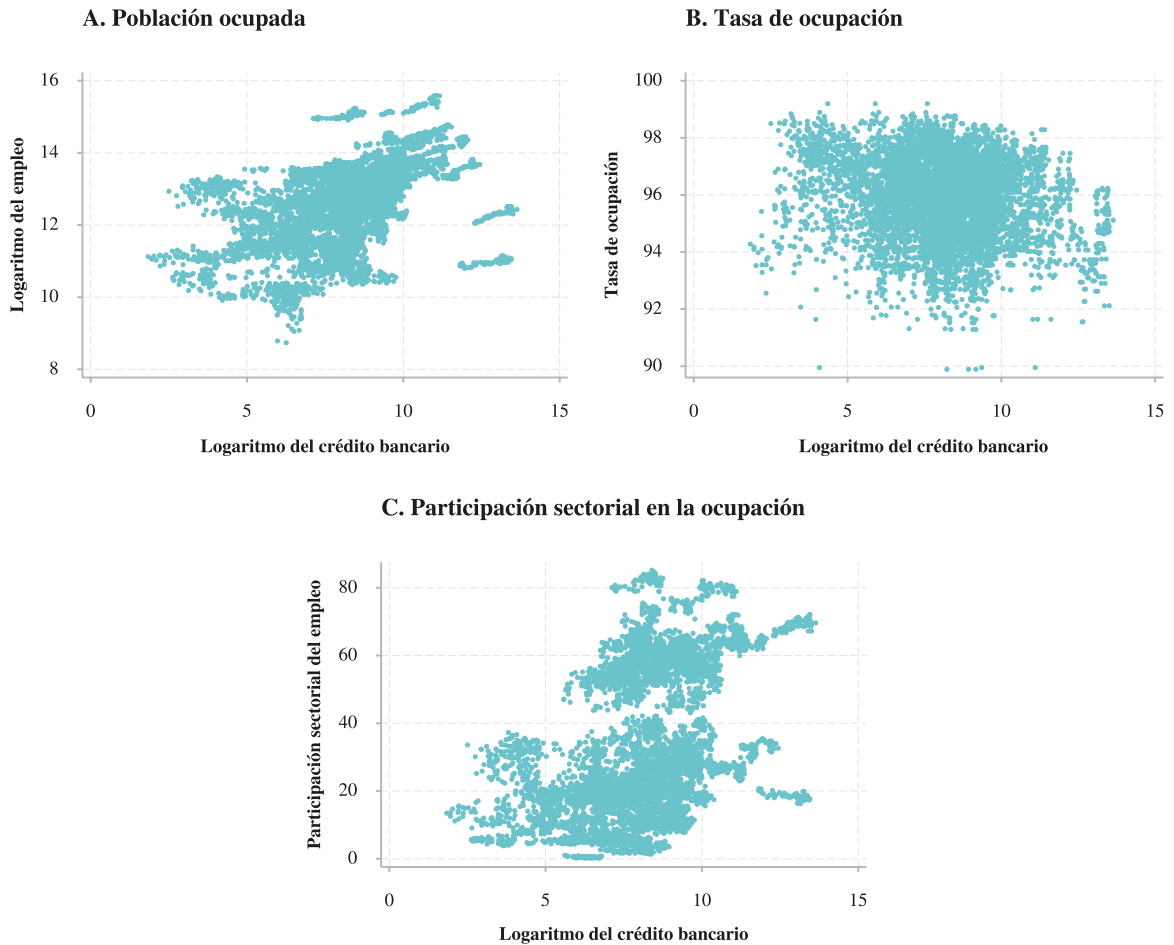 A. Población ocupada
Logaritmo del empleo
16
14
12
10
8
0 5 10 15
Logaritmo del crédito bancario
B. Tasa de ocupación
Tasa de ocupación
100
98
96
94
92
90
0 5 10 15
Logaritmo del crédito bancario
C. Participación sectorial en la ocupación
Participación sectorial del empleo
80
60
40
20
0
0 5 10 15
Logaritmo del crédito bancario